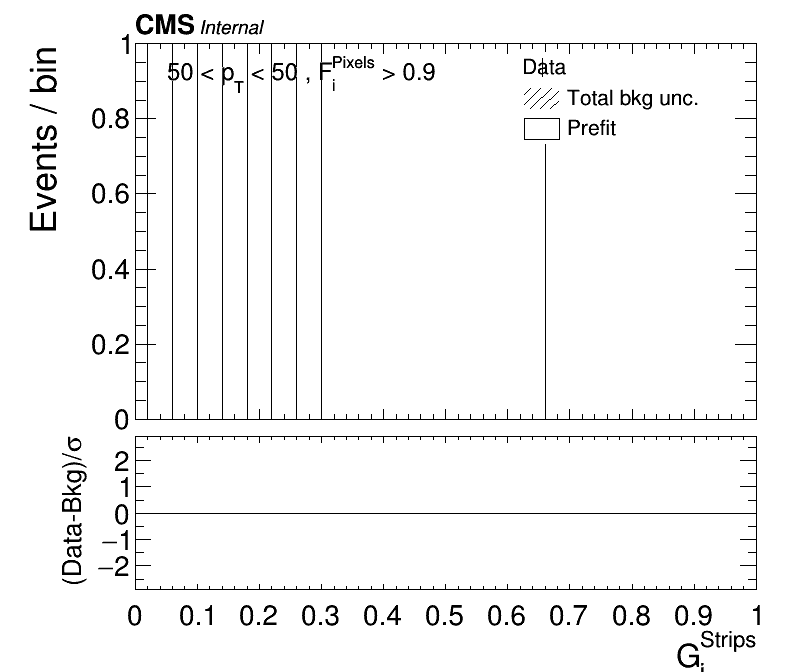 CMS Internal
50 < p_T < 50 , F_i^Pixels > 0.9
Data
Total bkg unc.
Prefit
Events / bin
1
0.8
0.6
0.4
0.2
0
(Data-Bkg)/σ
2
1
0
−1
−2
0 0.1 0.2 0.3 0.4 0.5 0.6 0.7 0.8 0.9 1
G_i^Strips